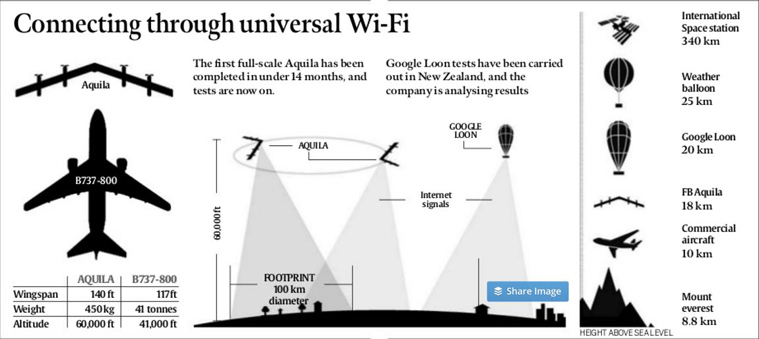 Connecting through universal Wi-Fi
Aquila
B737-800
AQUILA B737-800
Wingspan 140 ft 117ft
Weight 450kg 41 tonnes
Altitude 60,000 ft 41,000 ft
The first full-scale Aquila has been
completed in under 14 months, and
tests are now on.
Google Loon tests have been carried
out in New Zealand, and the
company is analysing results
AQUILA
GOOGLE
LOON
60,000ft
Internet
signals
FOOTPRINT
100 km
diameter
Share Image
International
Space station
340 km
Weather
balloon
25 km
Google Loon
20 km
FB Aquila
18 km
Commercial
aircraft
10 km
Mount
everest
8.8 km
HEIGHT ABOVE SEA LEVEL